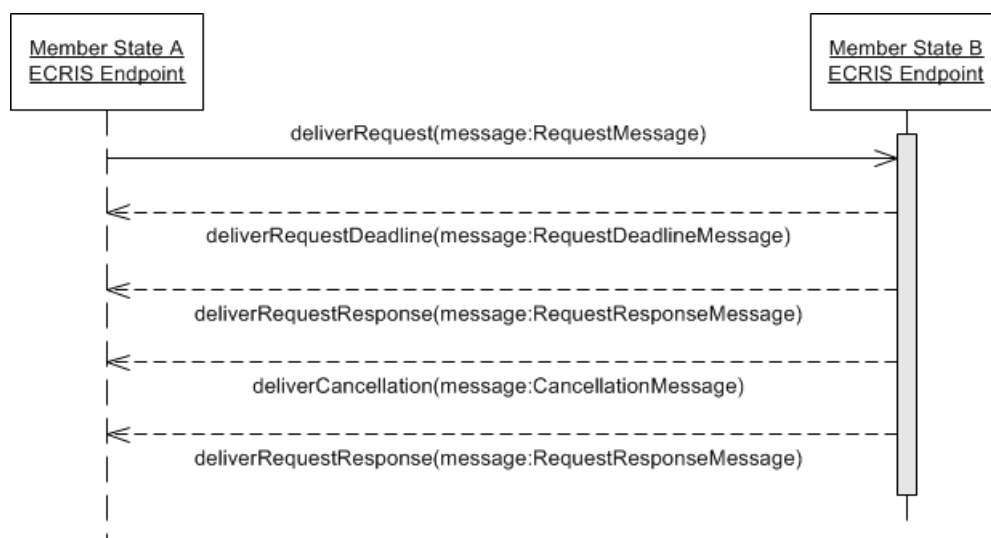 Member State A
ECRIS Endpoint
Member State B
ECRIS Endpoint
deliverRequest(message:RequestMessage)
deliverRequestDeadline(message:RequestDeadlineMessage)
deliverRequestResponse(message:RequestResponseMessage)
deliverCancellation(message:CancellationMessage)
deliverRequestResponse(message:RequestResponseMessage)